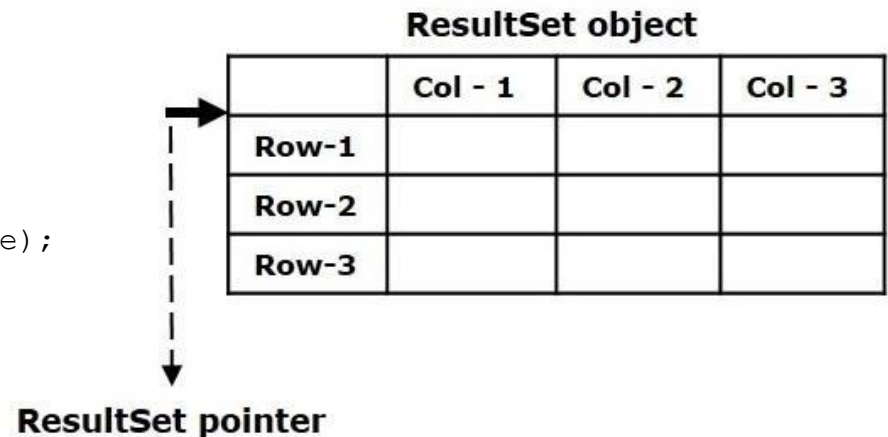 ResultSet object
Col - 1 Col - 2 Col - 3
Row-1
Row-2
e);
Row-3
ResultSet pointer